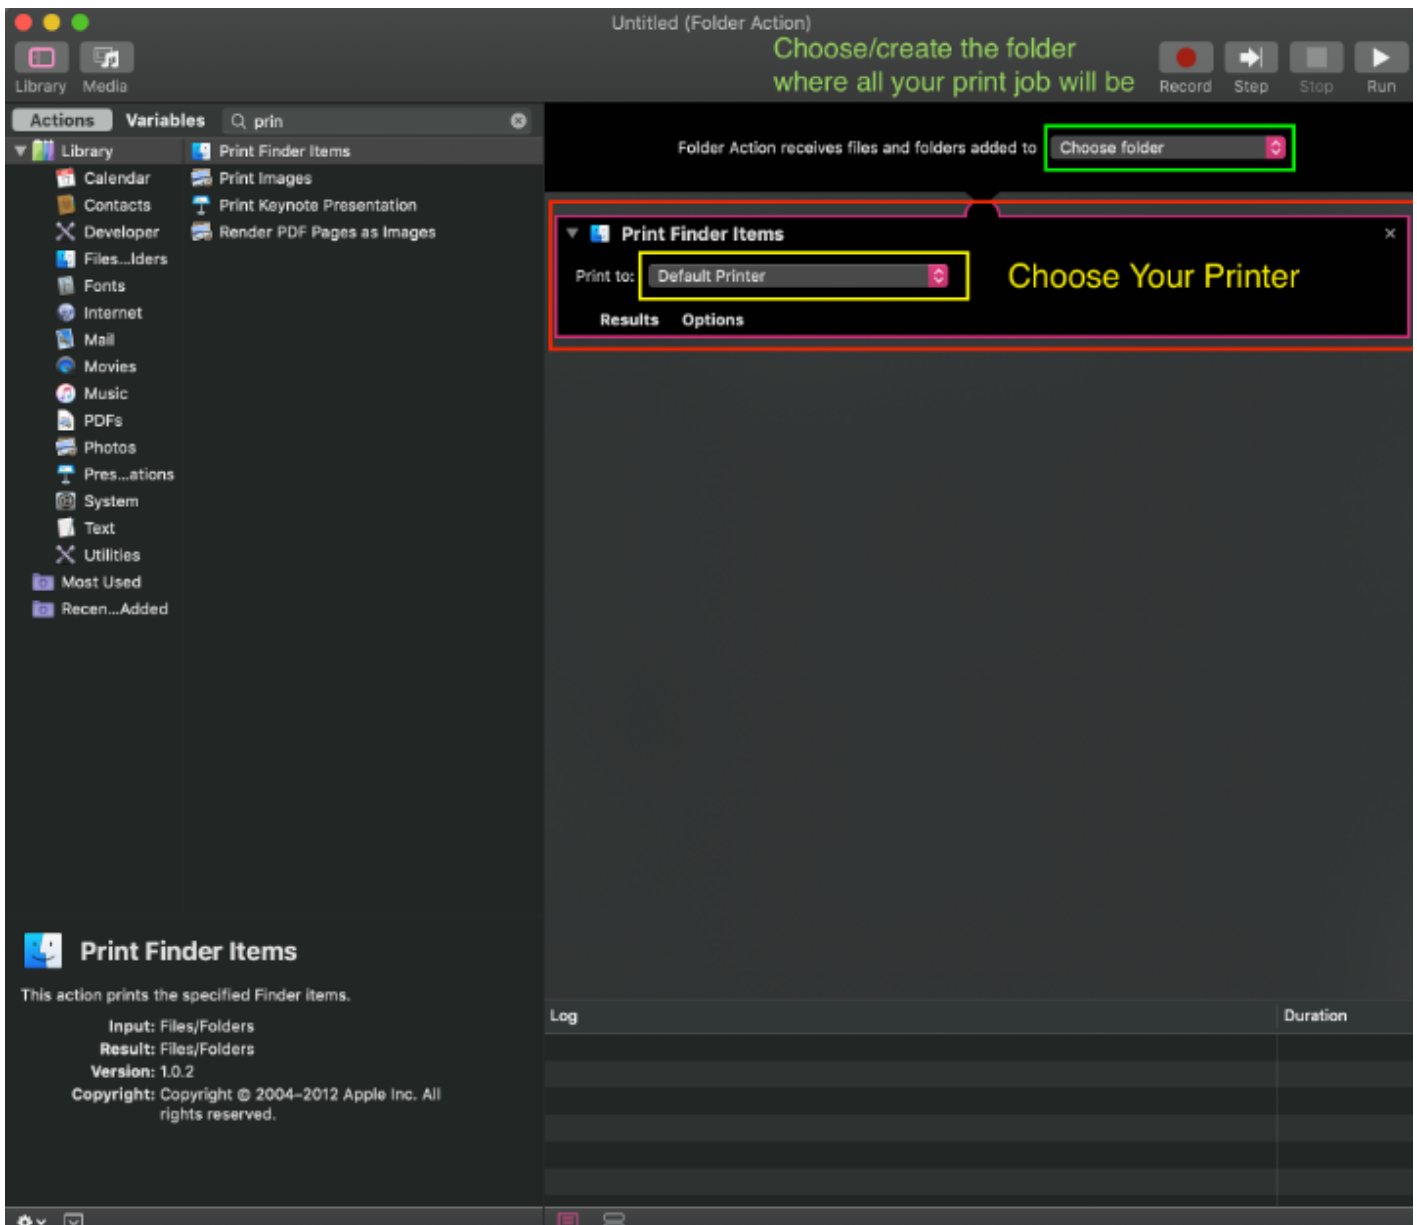 Untitled (Folder Action)
Choose/create the folder
where all your print job will be
Library Media
Record Step Stop Run
Actions Variables prin
Library
Calendar
Contacts
Developer
Files...lders
Fonts
Internet
Mail
Movies
Music
PDFs
Photos
Pres...ations
System
Text
Utilities
Most Used
Recen...Added
Print Finder Items
Print Images
Print Keynote Presentation
Render PDF Pages as Images
Folder Action receives files and folders added to Choose folder
Print Finder Items
Print to: Default Printer
Choose Your Printer
Results Options
Print Finder Items
This action prints the specified Finder items.
Input: Files/Folders
Result: Files/Folders
Version: 1.0.2
Copyright: Copyright © 2004–2012 Apple Inc. All
rights reserved.
Log Duration